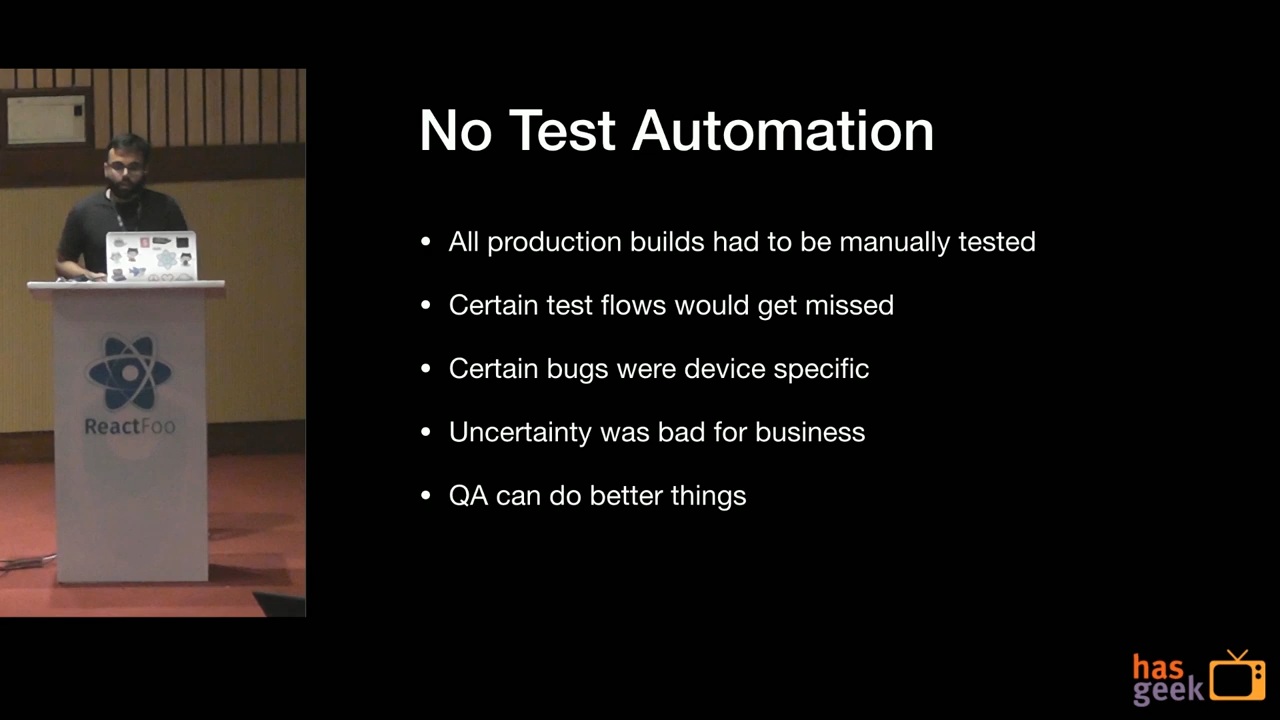 No Test Automation
• All production builds had to be manually tested
• Certain test flows would get missed
• Certain bugs were device specific
• Uncertainty was bad for business
• QA can do better things
ReactFoo
has
geek